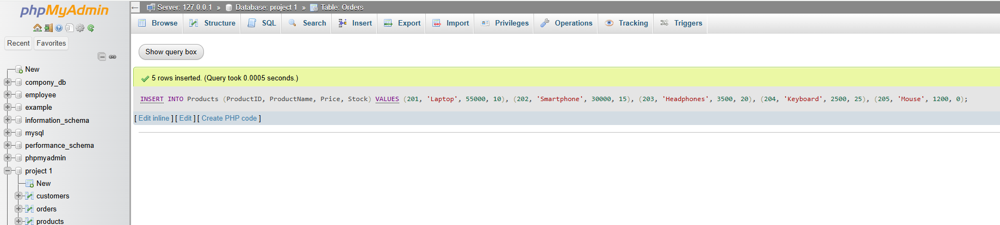 phpMyAdmin
Recent Favorites
New
compony_db
employee
example
information_schema
mysql
performance_schema
phpmyadmin
project 1
New
customers
orders
products
Server: 127.0.0.1 » Database: project 1 » Table: Orders
Browse Structure SQL Search Insert Export Import Privileges Operations Tracking Triggers
Show query box
5 rows inserted. (Query took 0.0005 seconds.)
INSERT INTO Products (ProductID, ProductName, Price, Stock) VALUES (201, 'Laptop', 55000, 10), (202, 'Smartphone', 30000, 15), (203, 'Headphones', 3500, 20), (204, 'Keyboard', 2500, 25), (205, 'Mouse', 1200, 0);
[ Edit inline ] [ Edit ] [ Create PHP code ]